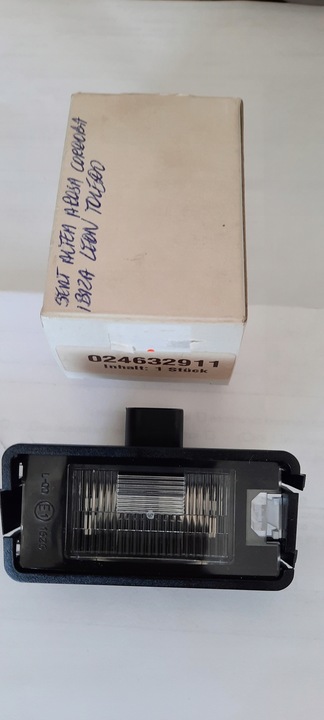 SEAT ALTEA AROSA CORDOBA
IBIZA LEON TOLEDO
024632911
Inhalt: 1 Stück